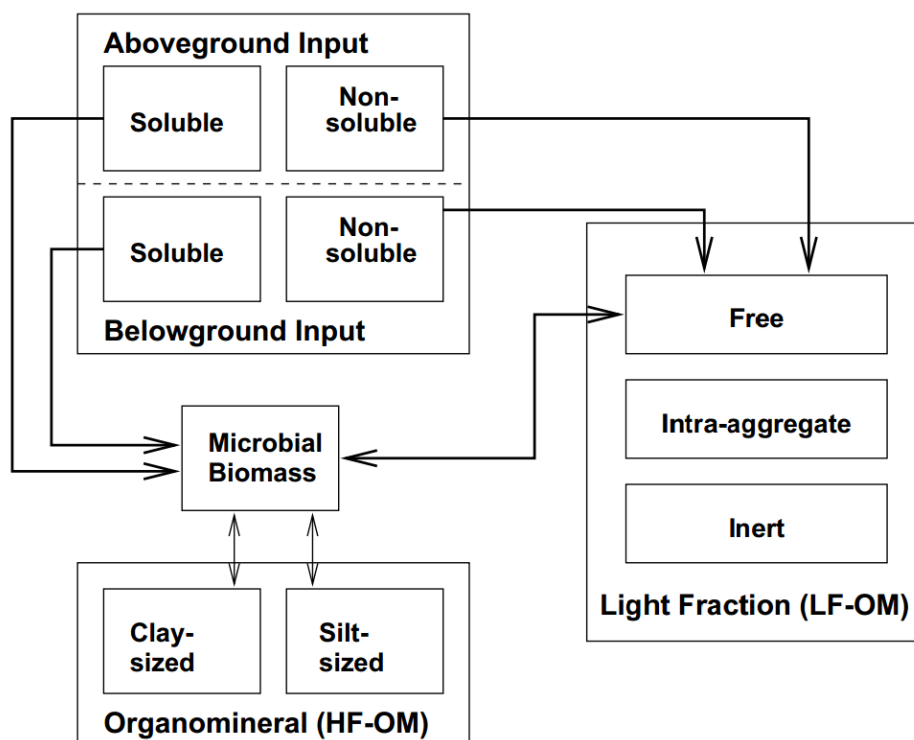 Aboveground Input
Soluble
Non-
soluble
Soluble
Non-
soluble
Belowground Input
Free
Intra-aggregate
Inert
Light Fraction (LF-OM)
Microbial
Biomass
Clay-
sized
Silt-
sized
Organomineral (HF-OM)